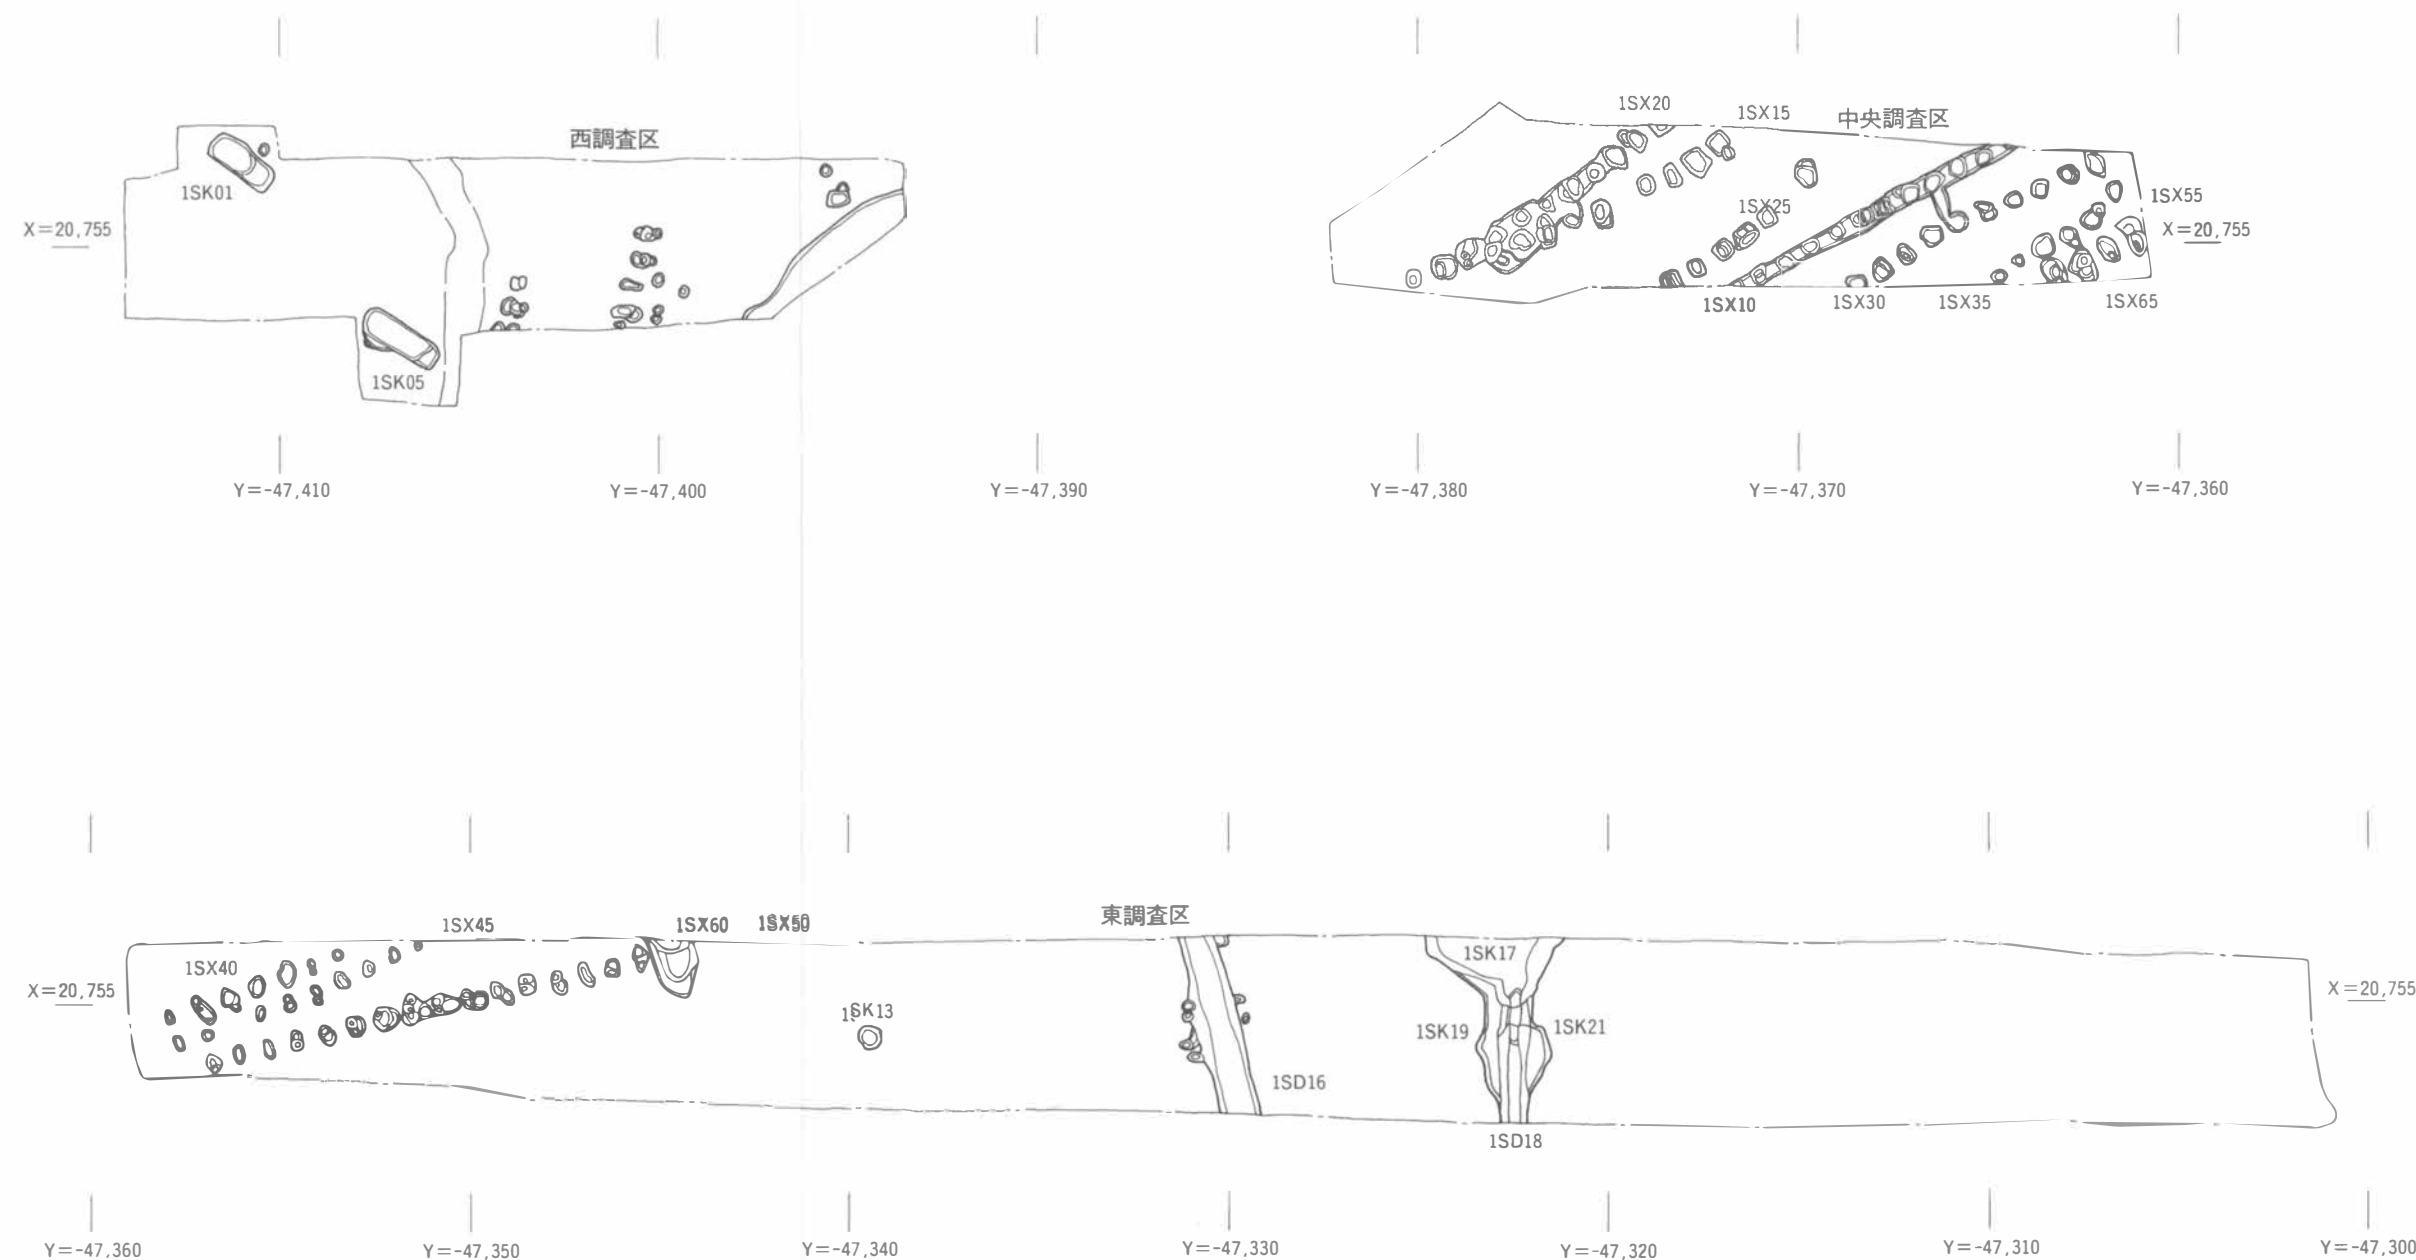 1SX20
1SX15
中央調査区
西調査区
1SK01
1SX55
X=20,755
X=20,755
1SX25
1SX10
1SX30
1SX35
1SX65
1SK05
Y=-47,410
Y=-47,400
Y=-47,390
Y=-47,380
Y=-47,370
Y=-47,360
東調査区
1SX45
1SX60
1SX50
1SX40
1SK17
X=20,755
X=20,755
1SK13
1SK19
1SK21
1SD16
1SD18
Y=-47,360
Y=-47,350
Y=-47,340
Y=-47,330
Y=-47,320
Y=-47,310
Y=-47,300